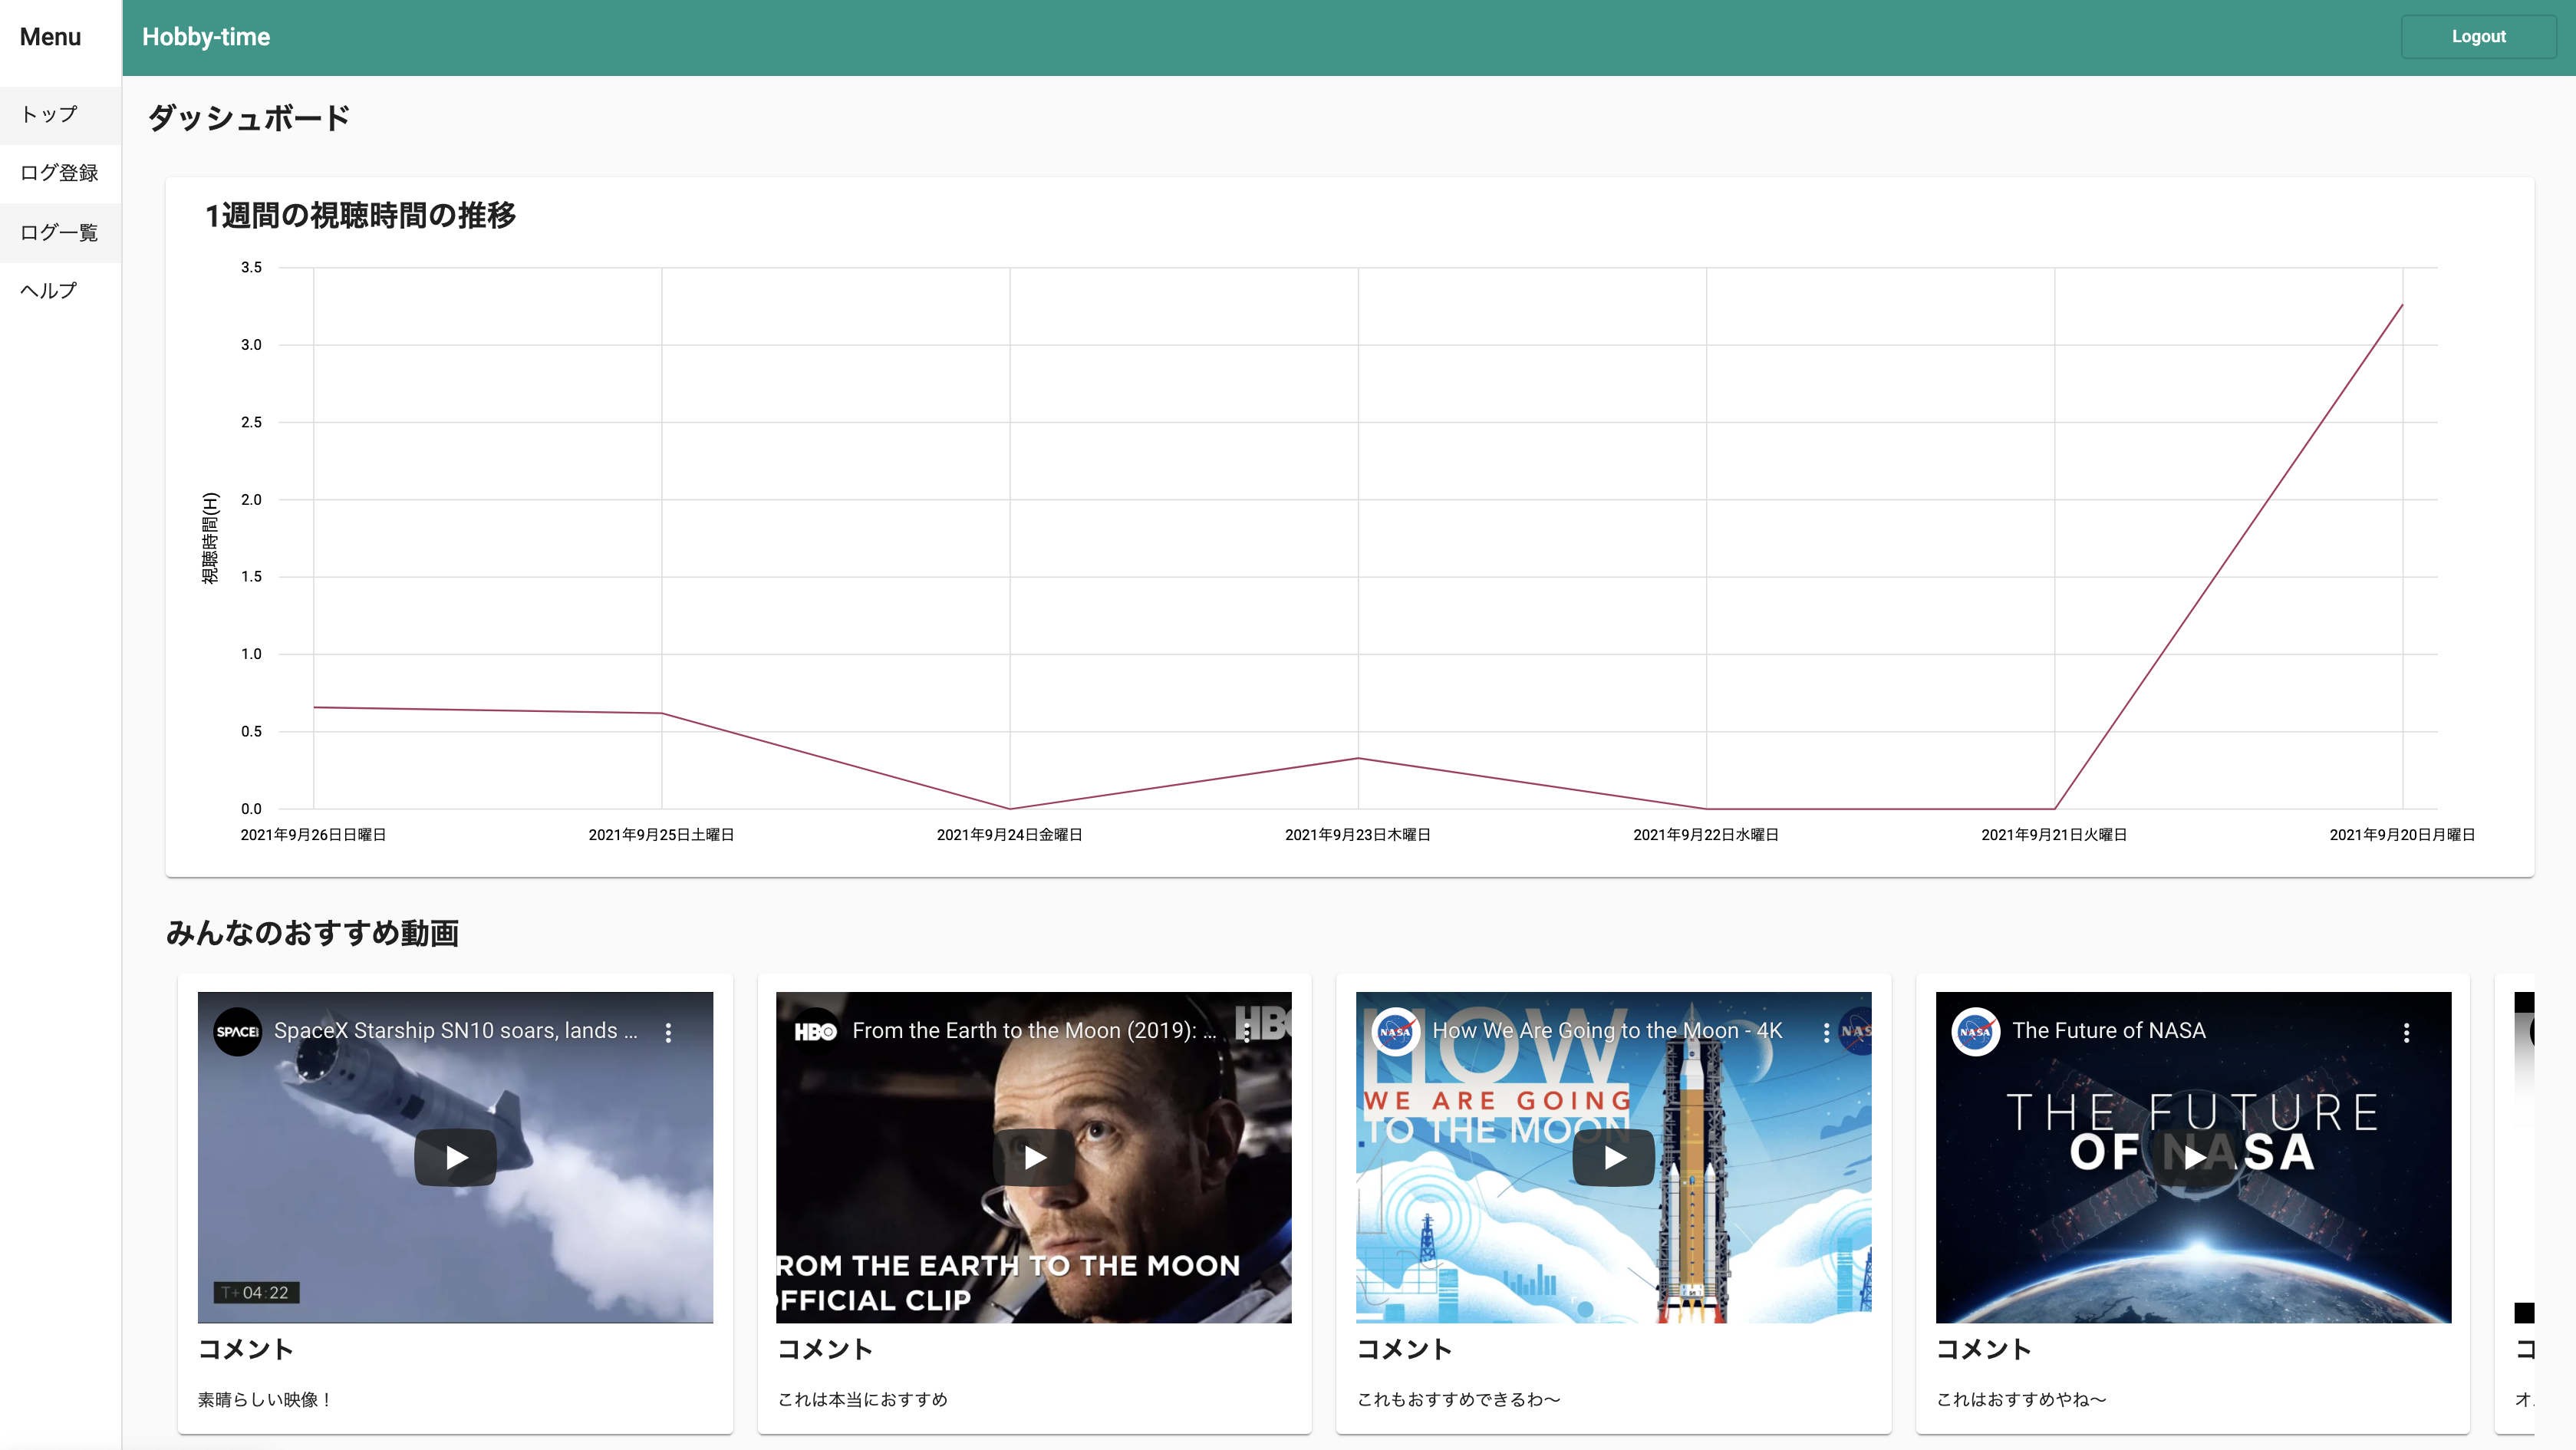 Menu
Hobby-time
Logout
トップ
ログ登録
ログ一覧
ヘルプ
ダッシュボード
1週間の視聴時間の推移
3.5
3.0
2.5
2.0
1.5
1.0
0.5
0.0
視聴時間(H)
2021年9月26日日曜日
2021年9月25日土曜日
2021年9月24日金曜日
2021年9月23日木曜日
2021年9月22日水曜日
2021年9月21日火曜日
2021年9月20日月曜日
みんなのおすすめ動画
SPACE
SpaceX Starship SN10 soars, lands ...
T+04:22
コメント
素晴らしい映像！
HBO
From the Earth to the Moon (2019): ...
HBO
ROM THE EARTH TO THE MOON
OFFICIAL CLIP
コメント
これは本当におすすめ
NASA
How We Are Going to the Moon - 4K
NAS
HOW
WE ARE GOING
TO THE MOON
コメント
これもおすすめできるわ〜
NASA
The Future of NASA
THE FUTURE
OF NASA
コメント
これはおすすめやね〜
コ
オ